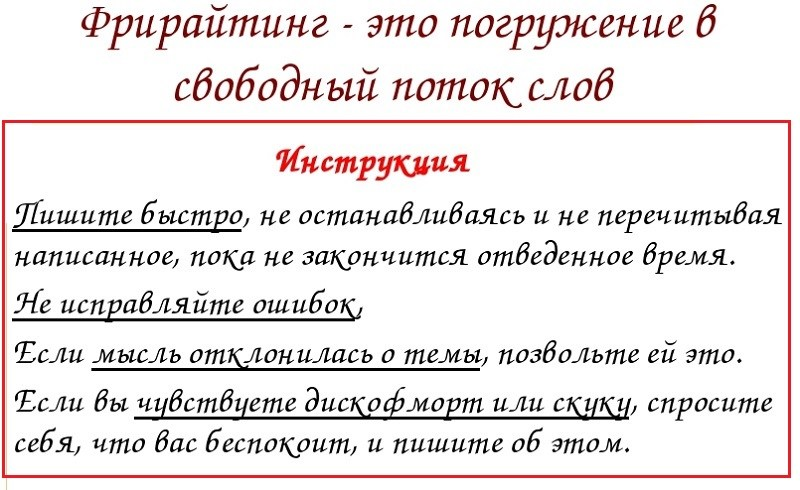 Фрирайтинг - это погружение в
свободный поток слов
Инструкция
Пишите быстро, не останавливаясь и не перечитывая
написанное, пока не закончится отведенное время.
Не исправляйте ошибок,
Если мысль отклонилась о темы, позвольте ей это.
Если вы чувствуете дискофморт или скуку, спросите
себя, что вас беспокоит, и пишите об этом.